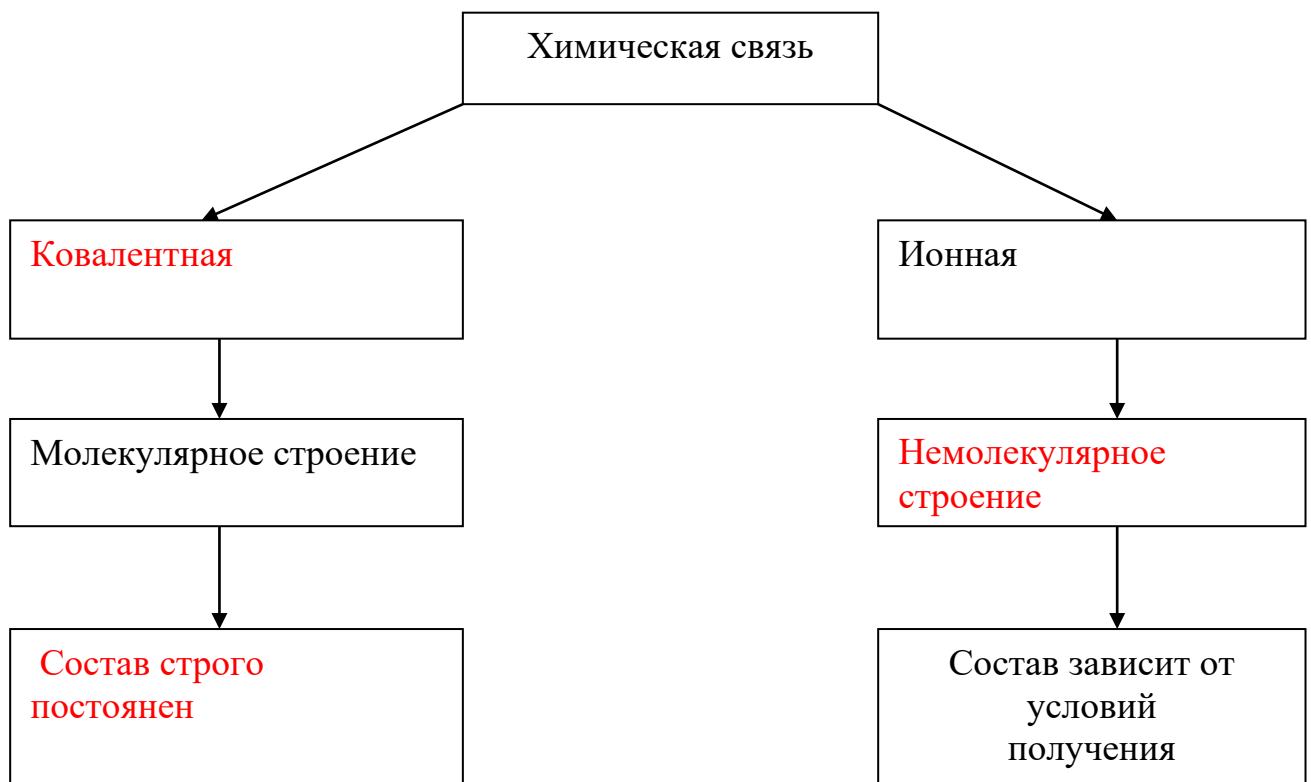 Химическая связь
Ковалентная
Ионная
Молекулярное строение
Немолекулярное
строение
Состав строго
постоянен
Состав зависит от
условий
получения